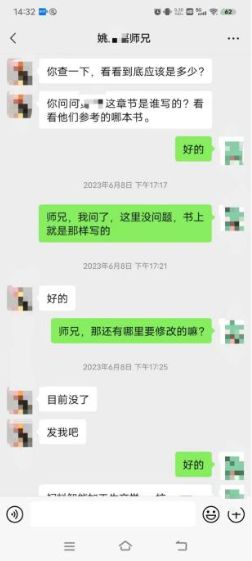 14:32
62
姚 师兄
你查一下，看看到底应该是多少？
你问问 这章节是谁写的？看
看他们参考的哪本书。
好的
2023年6月8日 下午17:17
师兄，我问了，这里没问题，书上
就是那样写的
2023年6月8日 下午17:21
好的
师兄，那还有哪里要修改的嘛？
2023年6月8日 下午17:25
目前没了
发我吧
好的